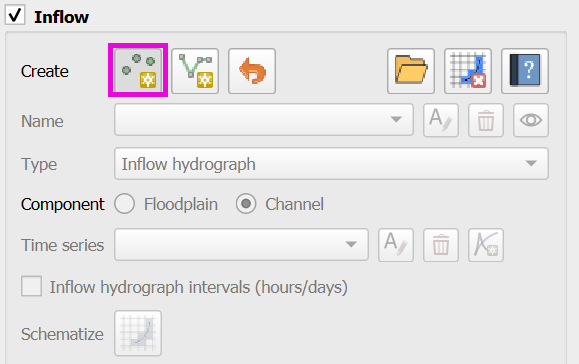 Inflow
Create
?
Name
A
Type Inflow hydrograph
Component Floodplain Channel
Time series
A
Inflow hydrograph intervals (hours/days)
Schematize